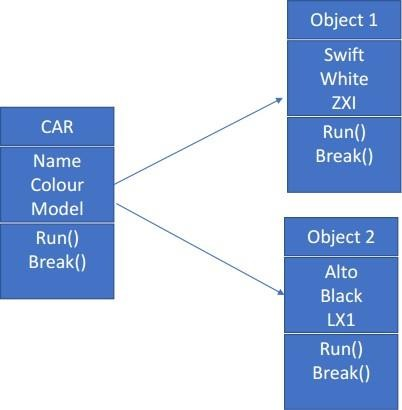 CAR
Name
Colour
Model
Run()
Break()
Object 1
Swift
White
ZXI
Run()
Break()
Object 2
Alto
Black
LX1
Run()
Break()